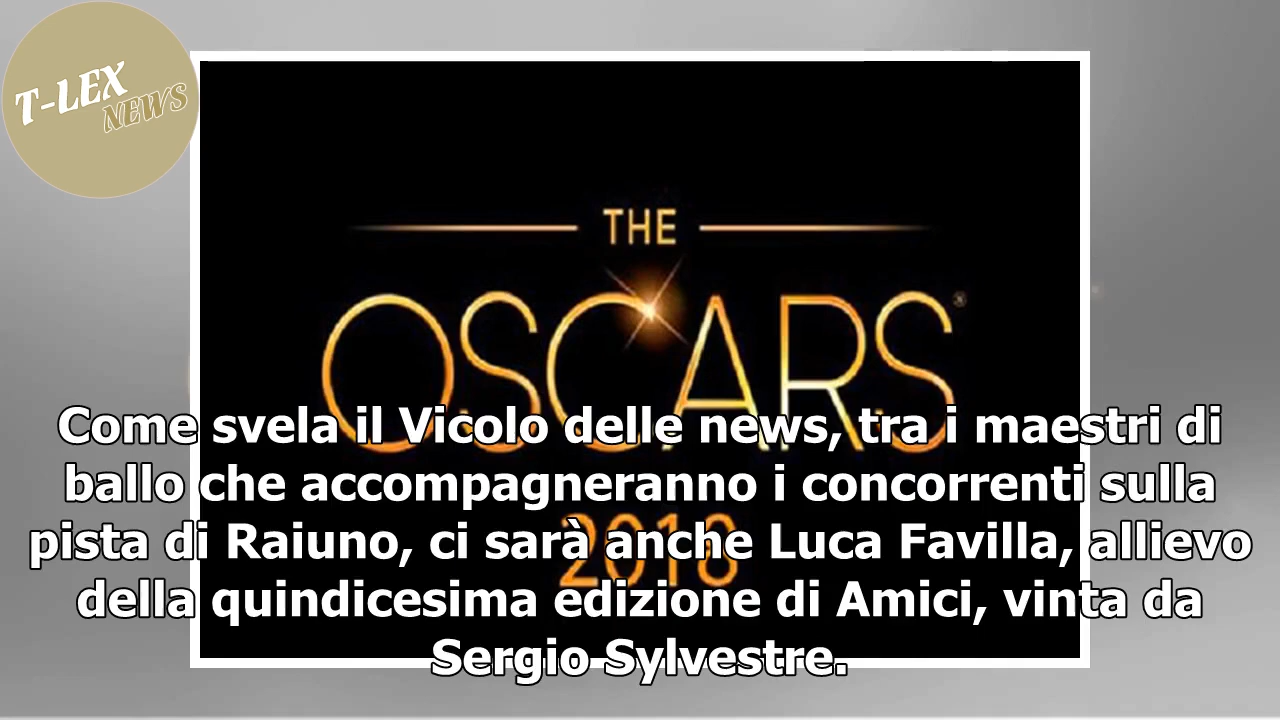 T-LEX
NEWS
THE
OSCARS
2018
Come svela il Vicolo delle news, tra i maestri di
ballo che accompagneranno i concorrenti sulla
pista di Raiuno, ci sarà anche Luca Favilla, allievo
della quindicesima edizione di Amici, vinta da
Sergio Sylvestre.